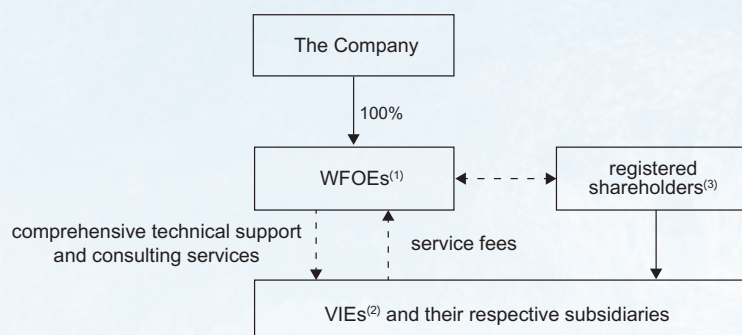 The Company
100%
WFOEs(1)
registered
shareholders(3)
comprehensive technical support
and consulting services
service fees
VIEs(2) and their respective subsidiaries